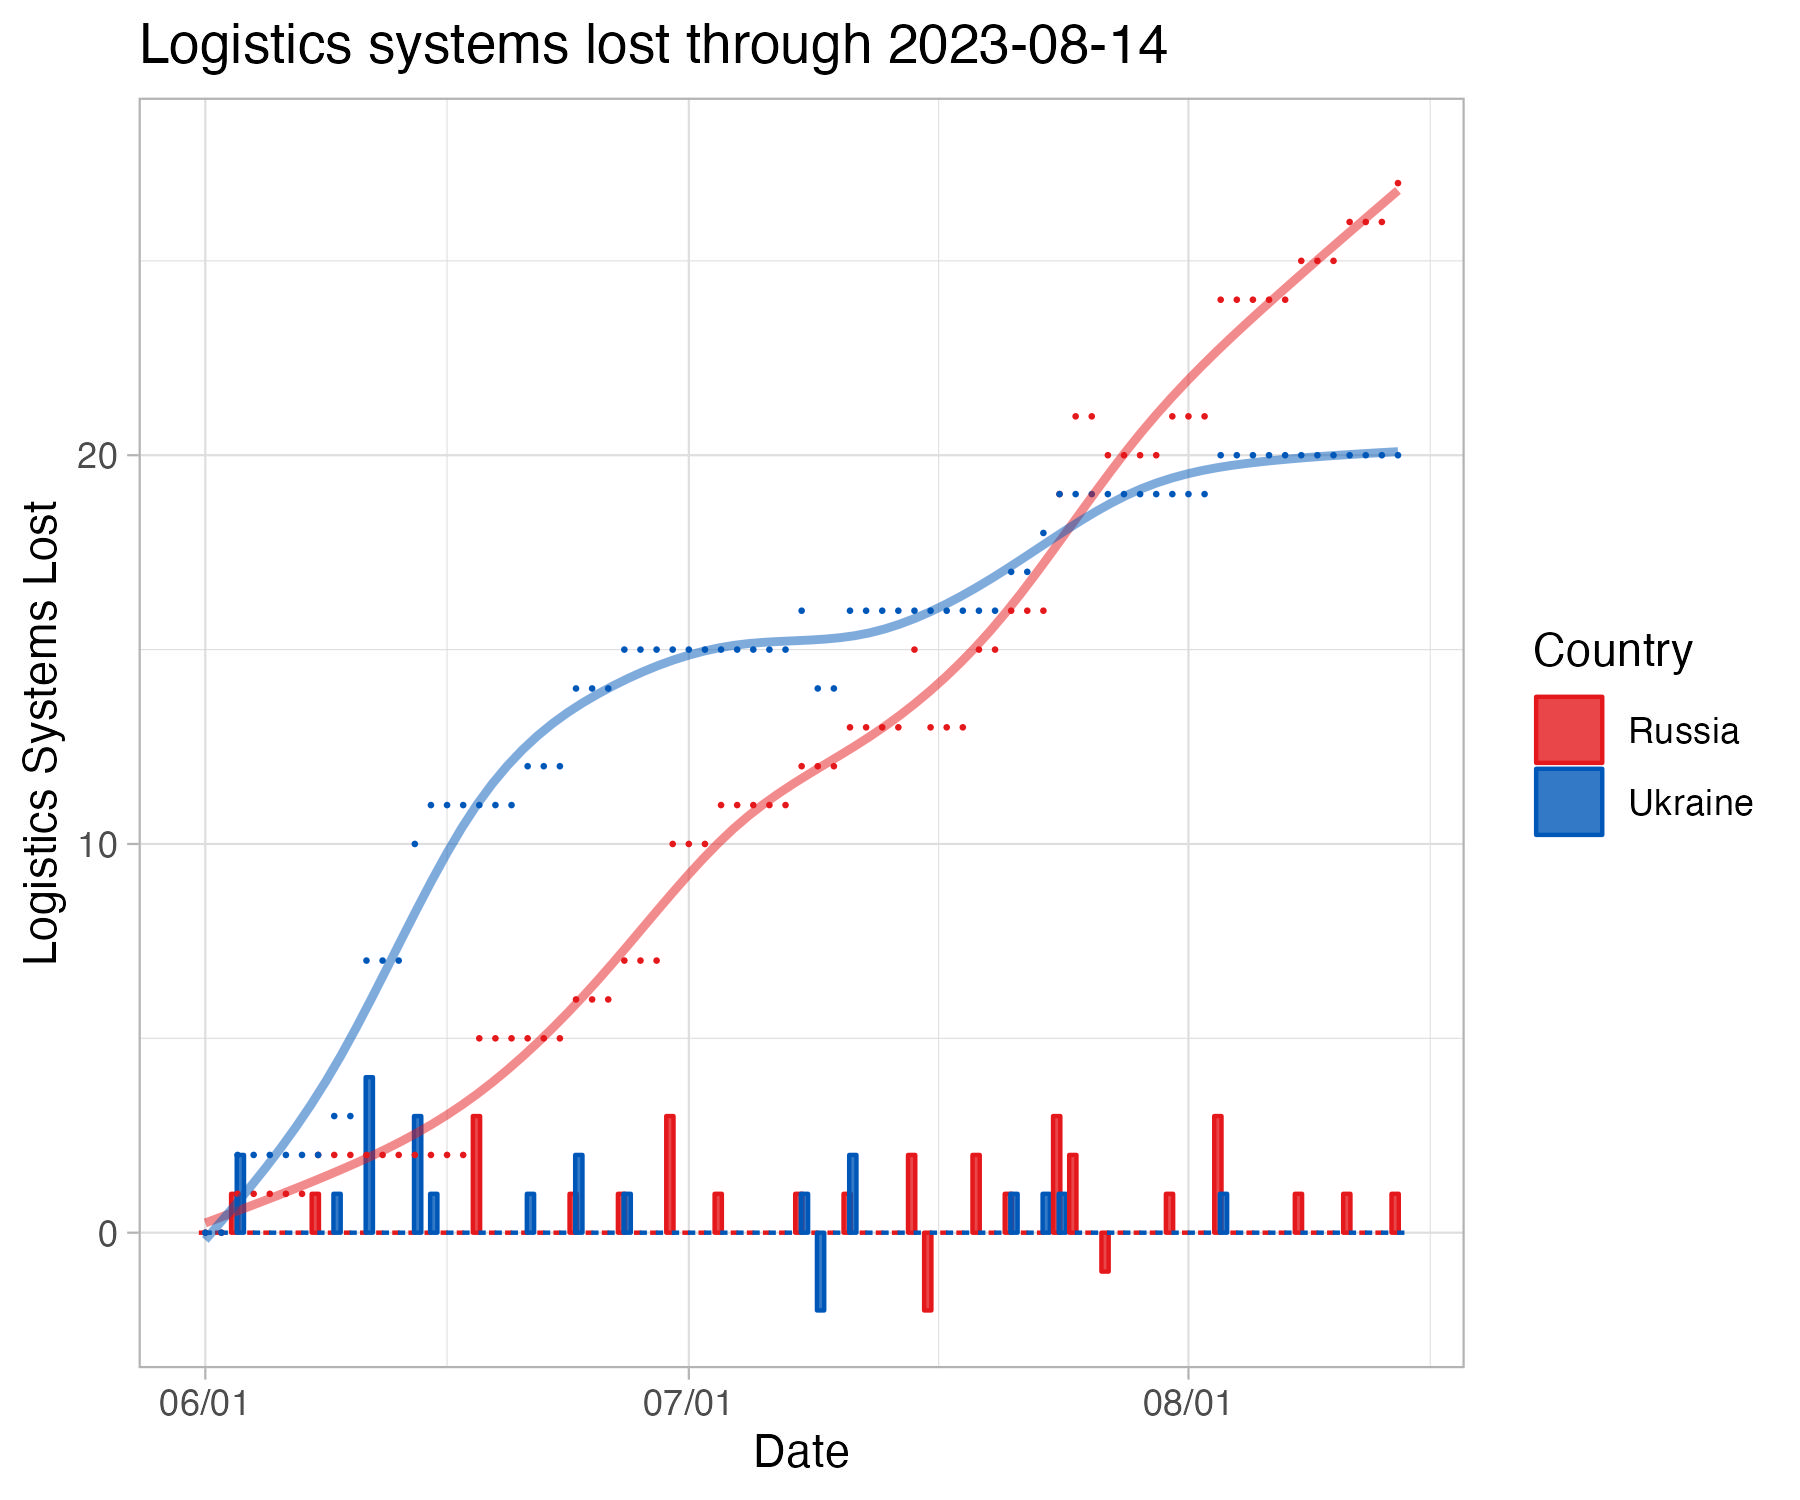 Logistics systems lost through 2023-08-14
Logistics Systems Lost
20
10
0
06/01
07/01
08/01
Date
Country
Russia
Ukraine